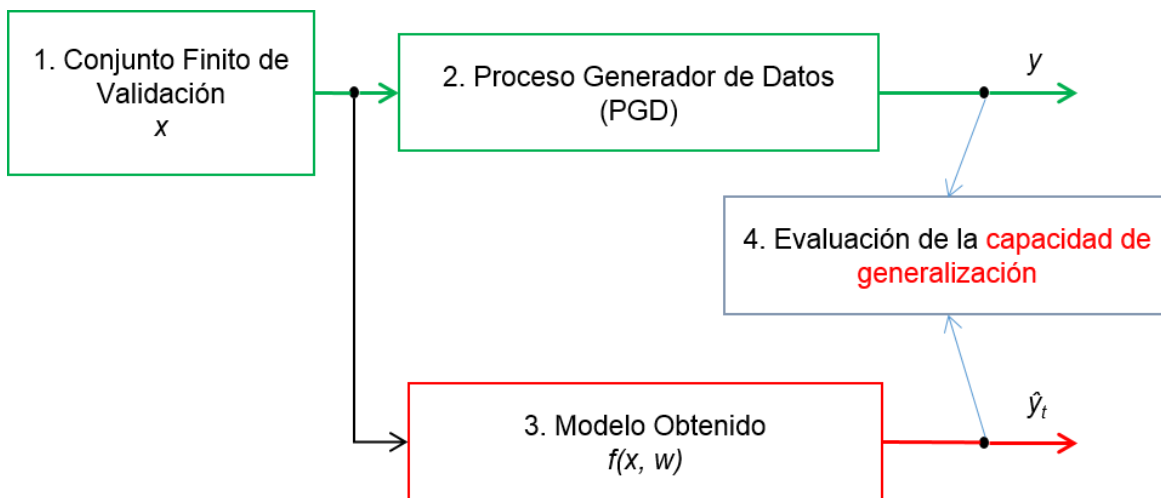 1. Conjunto Finito de
Validación
x
2. Proceso Generador de Datos
(PGD)
y
4. Evaluación de la capacidad de
generalización
3. Modelo Obtenido
f(x, w)
ŷt